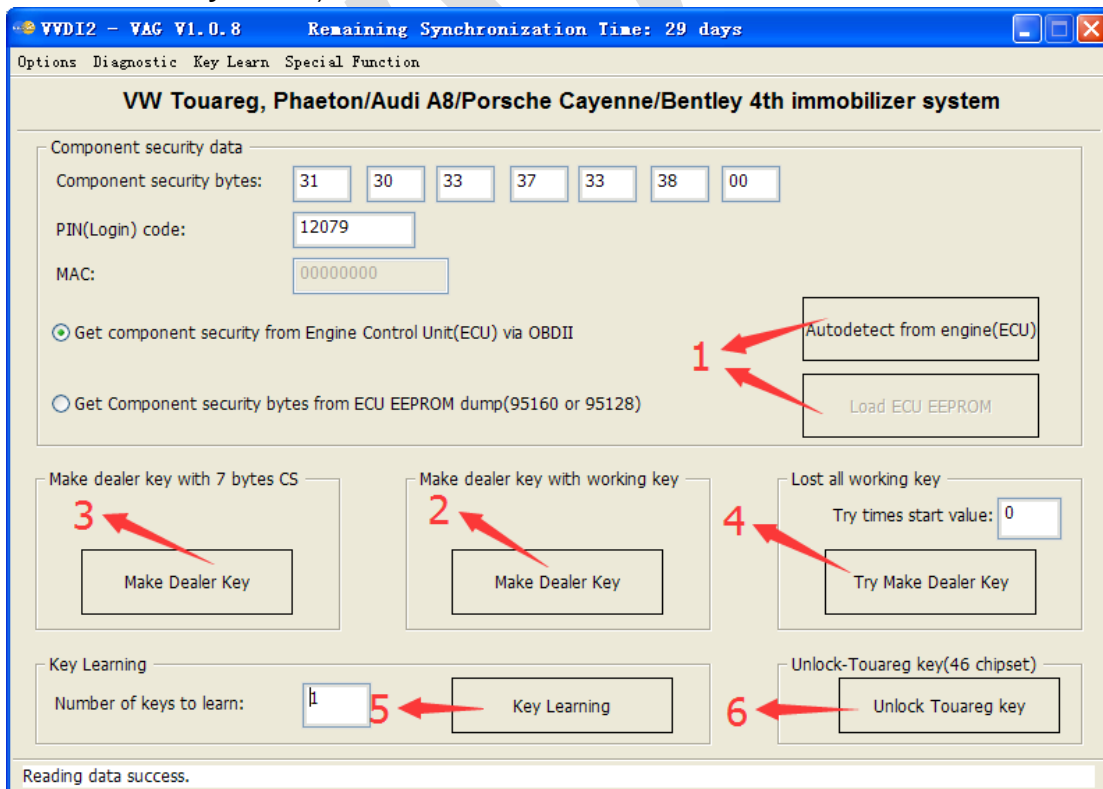 VVDI2 - VAG V1.0.8 Remaining Synchronization Time: 29 days
Options Diagnostic Key Learn Special Function
VW Touareg, Phaeton/Audi A8/Porsche Cayenne/Bentley 4th immobilizer system
Component security data
Component security bytes: 31 30 33 37 33 38 00
PIN(Login) code: 12079
MAC: 00000000
Get component security from Engine Control Unit(ECU) via OBDII
Autodetect from engine(ECU)
1
Get Component security bytes from ECU EEPROM dump(95160 or 95128)
Load ECU EEPROM
Make dealer key with 7 bytes CS
3
Make Dealer Key
Make dealer key with working key
2
Make Dealer Key
Lost all working key
Try times start value: 0
4
Try Make Dealer Key
Key Learning
Number of keys to learn: 1
5
Key Learning
Unlock-Touareg key(46 chipset)
6
Unlock Touareg key
Reading data success.